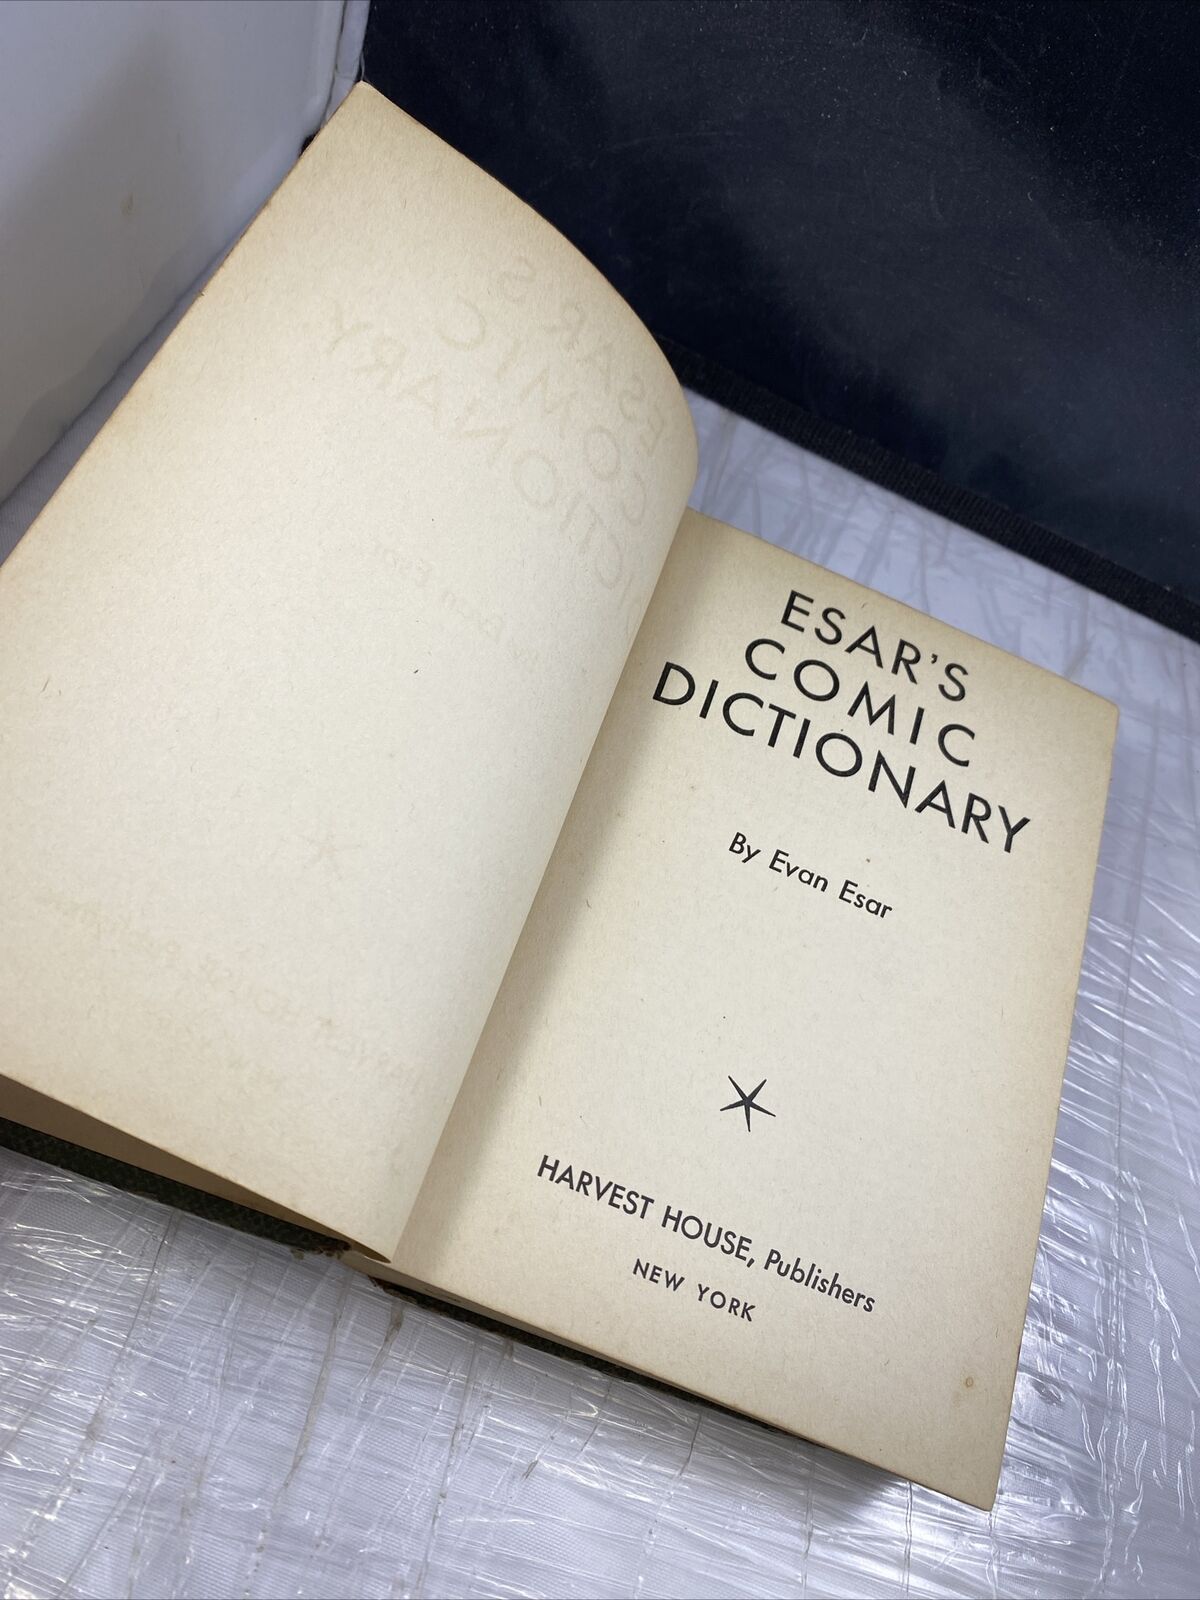 ESAR'S
COMIC
DICTIONARY
By Evan Esar
HARVEST HOUSE, Publishers
NEW YORK